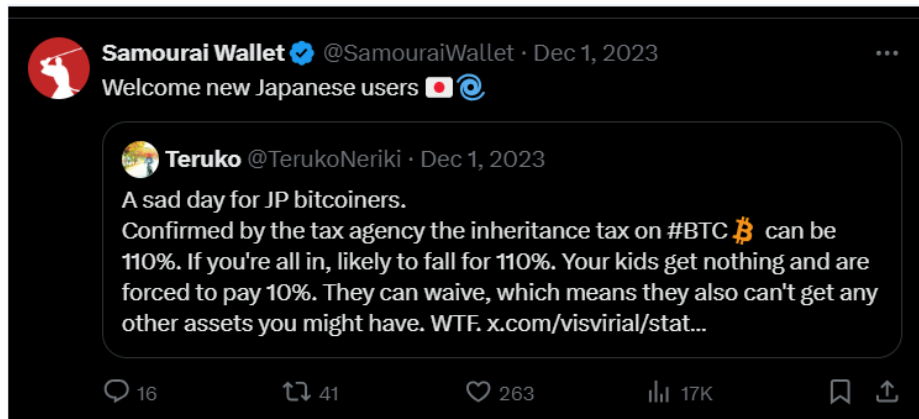 Samourai Wallet @SamouraiWallet · Dec 1, 2023
Welcome new Japanese users 🇯🇵🌀
Teruko @TerukoNeriki · Dec 1, 2023
A sad day for JP bitcoiners.
Confirmed by the tax agency the inheritance tax on #BTC can be
110%. If you're all in, likely to fall for 110%. Your kids get nothing and are
forced to pay 10%. They can waive, which means they also can't get any
other assets you might have. WTF. x.com/visvirial/stat...
16 41 263 17K